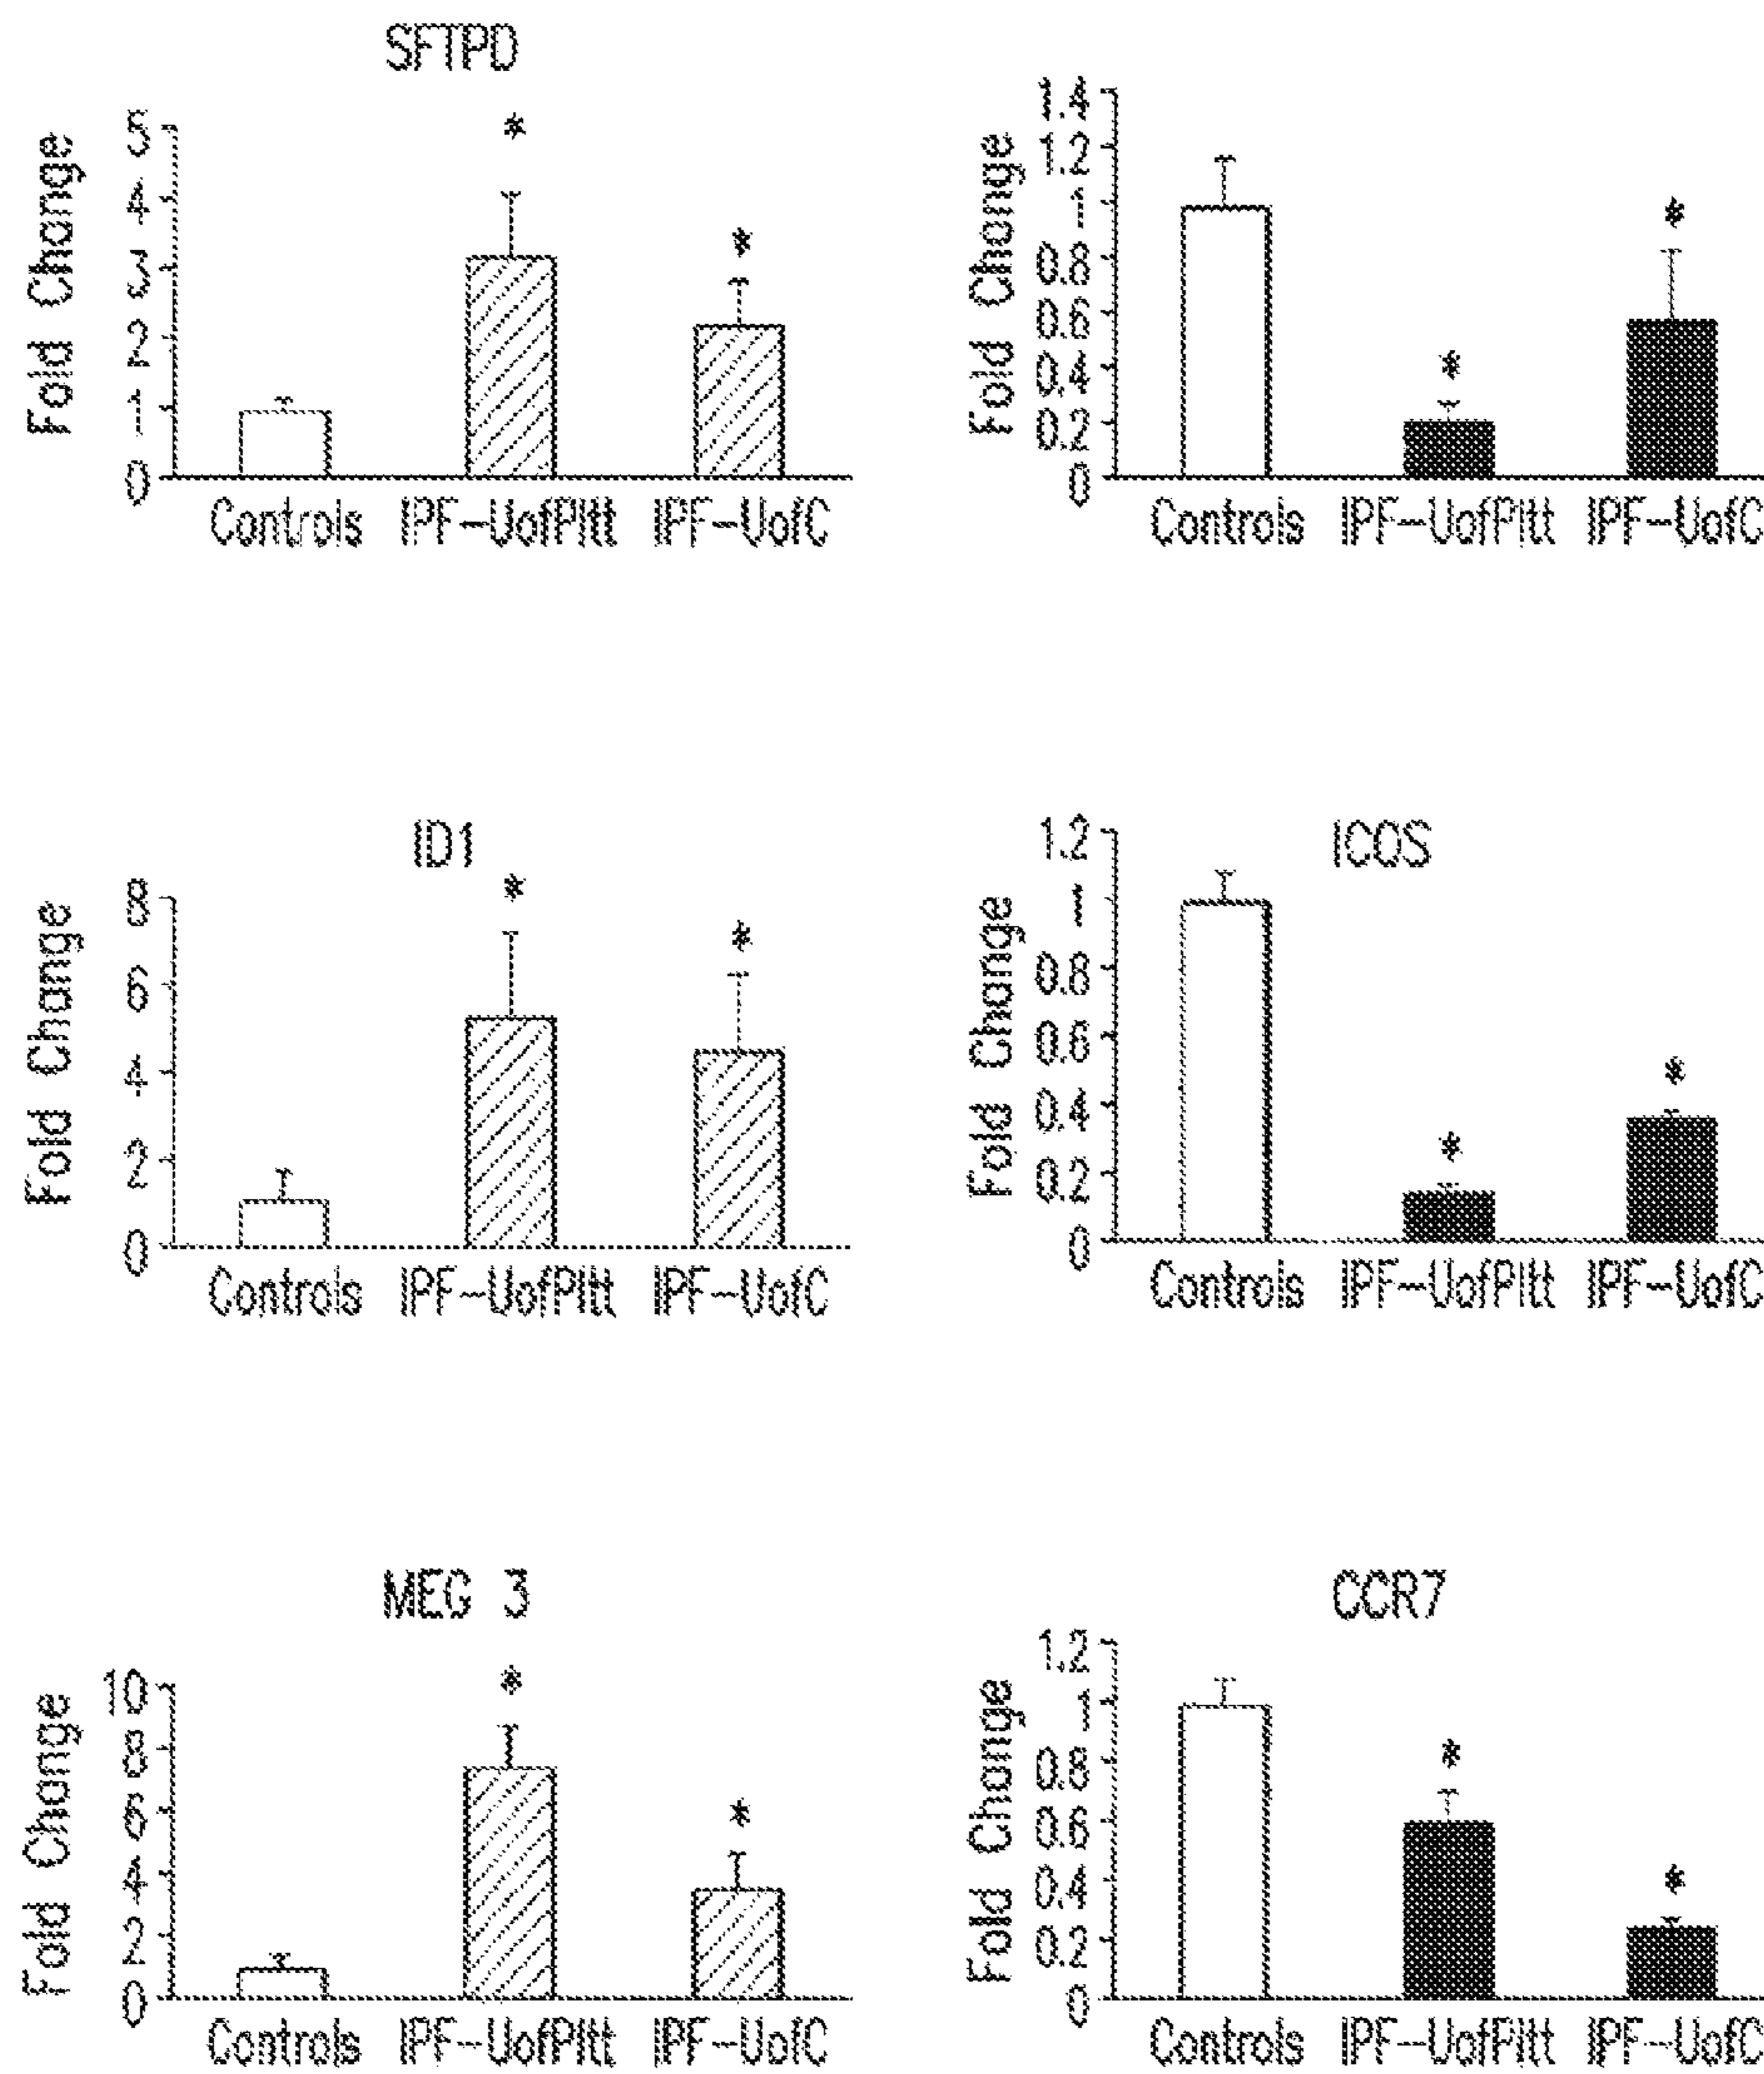 SFTPD
Fold Change
5
4
3
2
1
0
* *
Controls IPF-UofPitt IPF-UofC
Fold Change
1.4
1.2
1
0.8
0.6
0.4
0.2
0
* *
Controls IPF-UofPitt IPF-UofC
ID1
Fold Change
8
6
4
2
0
* *
Controls IPF-UofPitt IPF-UofC
ICOS
Fold Change
1.2
1
0.8
0.6
0.4
0.2
0
* *
Controls IPF-UofPitt IPF-UofC
MEG 3
Fold Change
10
8
6
4
2
0
* *
Controls IPF-UofPitt IPF-UofC
CCR7
Fold Change
1.2
1
0.8
0.6
0.4
0.2
0
* *
Controls IPF-UofPitt IPF-UofC